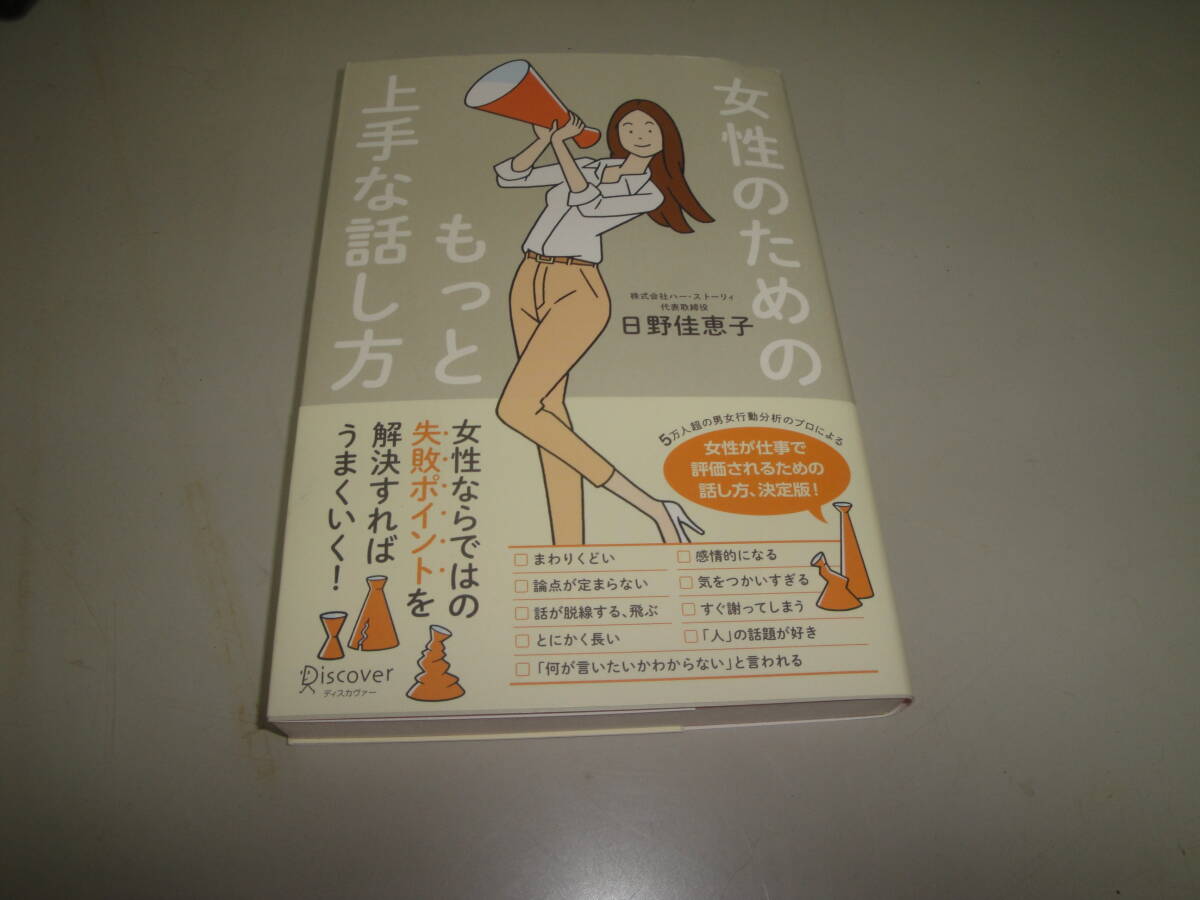 女性のための
もっと
上手な話し方
株式会社ハー・ストーリィ
代表取締役
日野佳恵子
女性ならではの
失敗ポイントを
解決すれば
うまくいく!
5万人超の男女行動分析のプロによる
女性が仕事で
評価されるための
話し方、決定版!
□ まわりくどい
□ 感情的になる
□ 論点が定まらない
□ 気をつかいすぎる
□ 話が脱線する、飛ぶ
□ すぐ謝ってしまう
□ とにかく長い
□ 「人」の話題が好き
□ 「何が言いたいかわからない」と言われる
Discover
ディスカヴァー